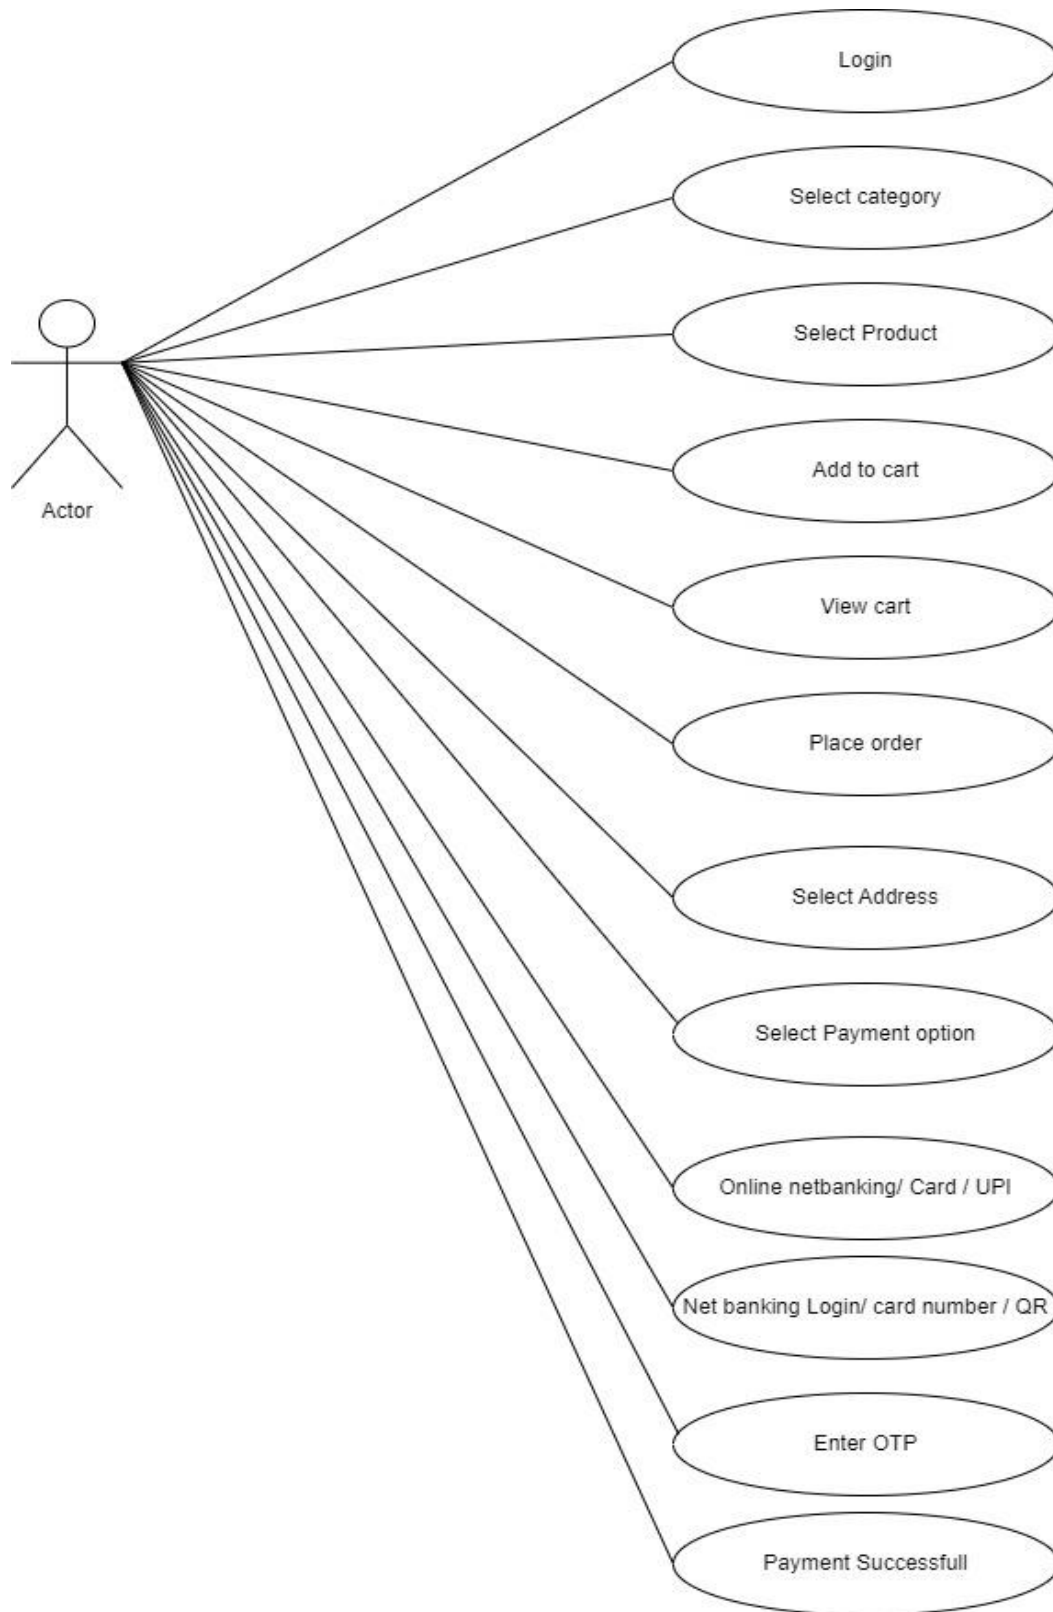 Login
Select category
Select Product
Actor
Add to cart
View cart
Place order
Select Address
Select Payment option
Online netbanking/ Card / UPI
Net banking Login/ card number / QR
Enter OTP
Payment Successfull